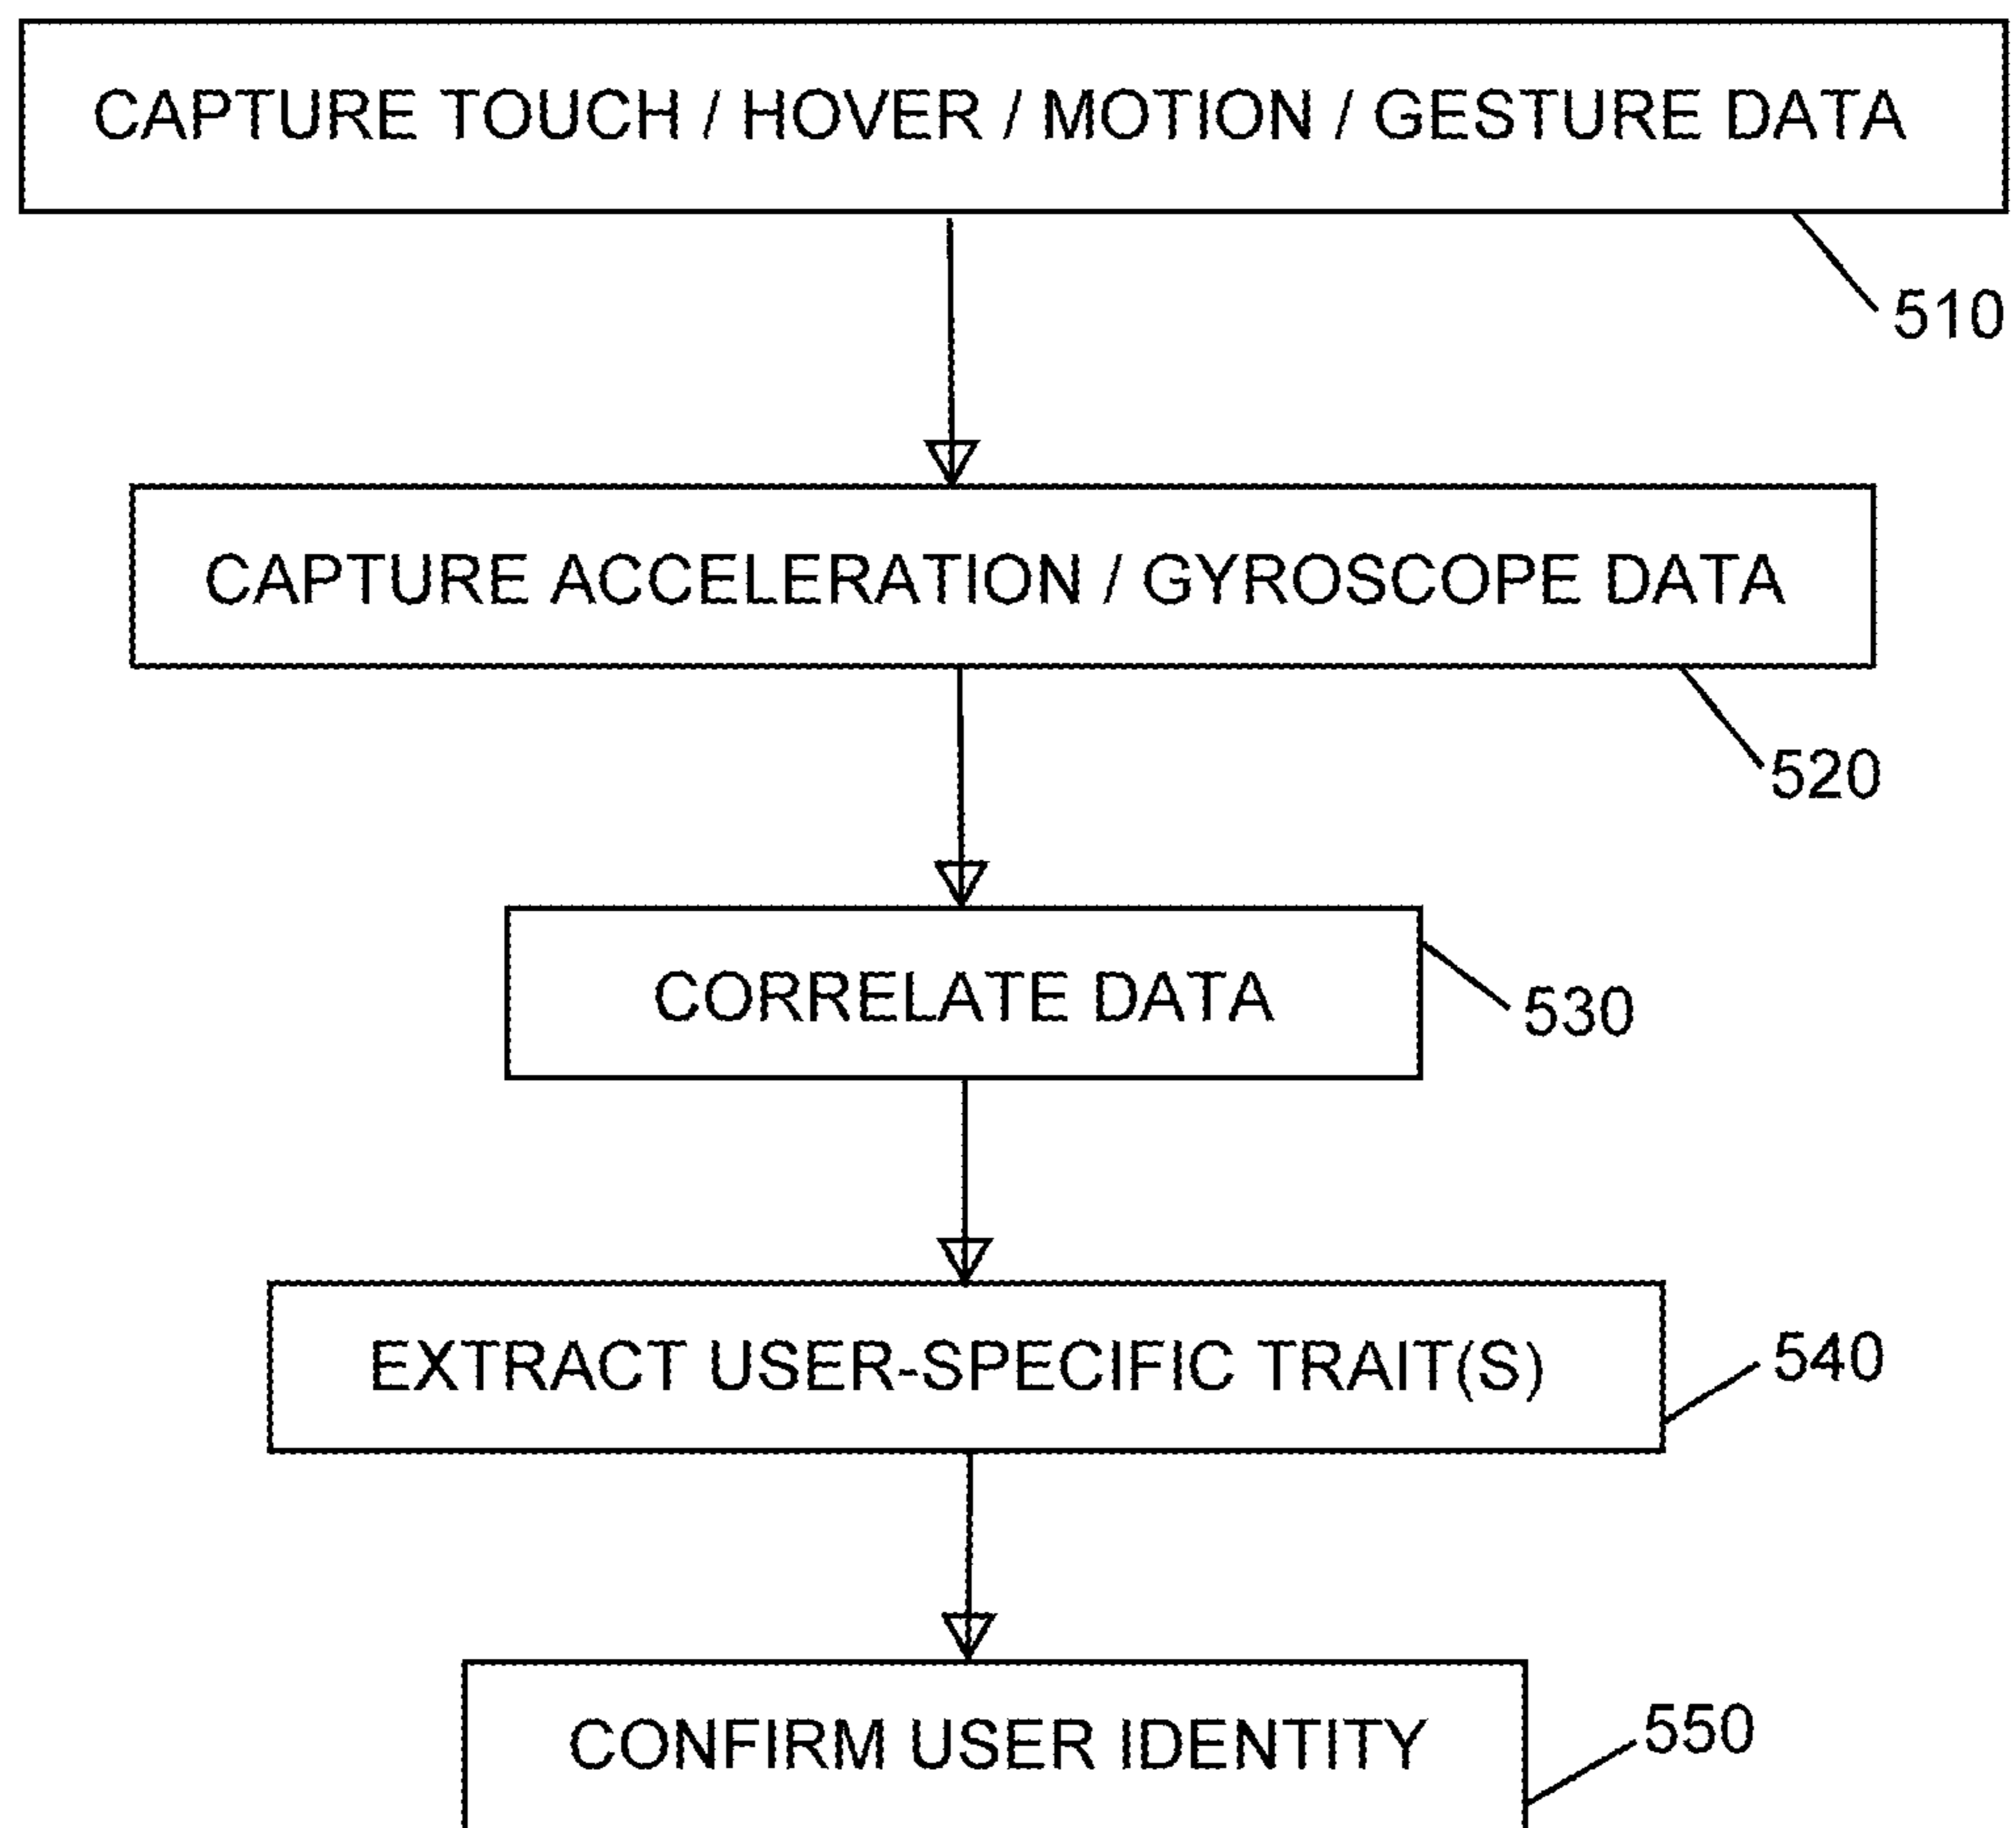 CAPTURE TOUCH / HOVER / MOTION / GESTURE DATA
510
CAPTURE ACCELERATION / GYROSCOPE DATA
520
CORRELATE DATA
530
EXTRACT USER-SPECIFIC TRAIT(S)
540
CONFIRM USER IDENTITY
550